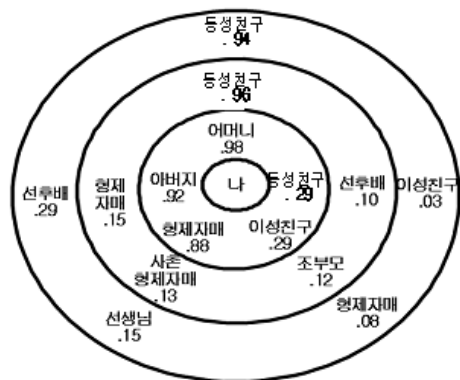 동성친구
.94
동성친구
.96
어머니
.98
나
아버지
.92
동성친구
.29
형제자매
.88
이성친구
.29
형제
자매
.15
선후배
.10
사촌
형제자매
.13
조부모
.12
선후배
.29
이성친구
.03
선생님
.15
형제자매
.08